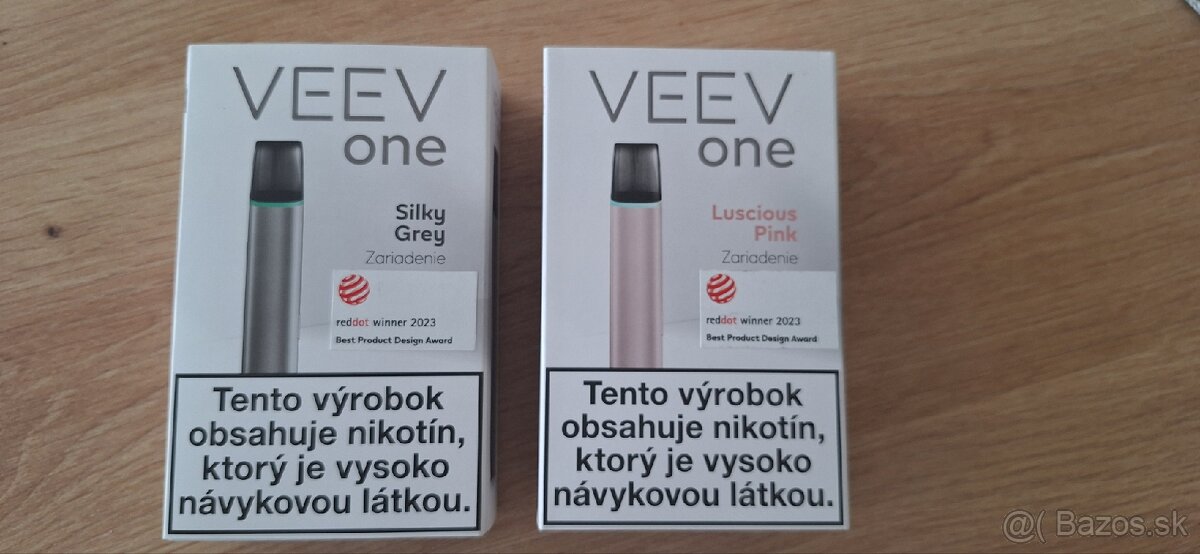 VEEV
one
Silky
Grey
Zariadenie
reddot winner 2023
Best Product Design Award
Tento výrobok
obsahuje nikotín,
ktorý je vysoko
návykovou látkou.
VEEV
one
Luscious
Pink
Zariadenie
reddot winner 2023
Best Product Design Award
Tento výrobok
obsahuje nikotín,
ktorý je vysoko
návykovou látkou.
@( Bazos.sk